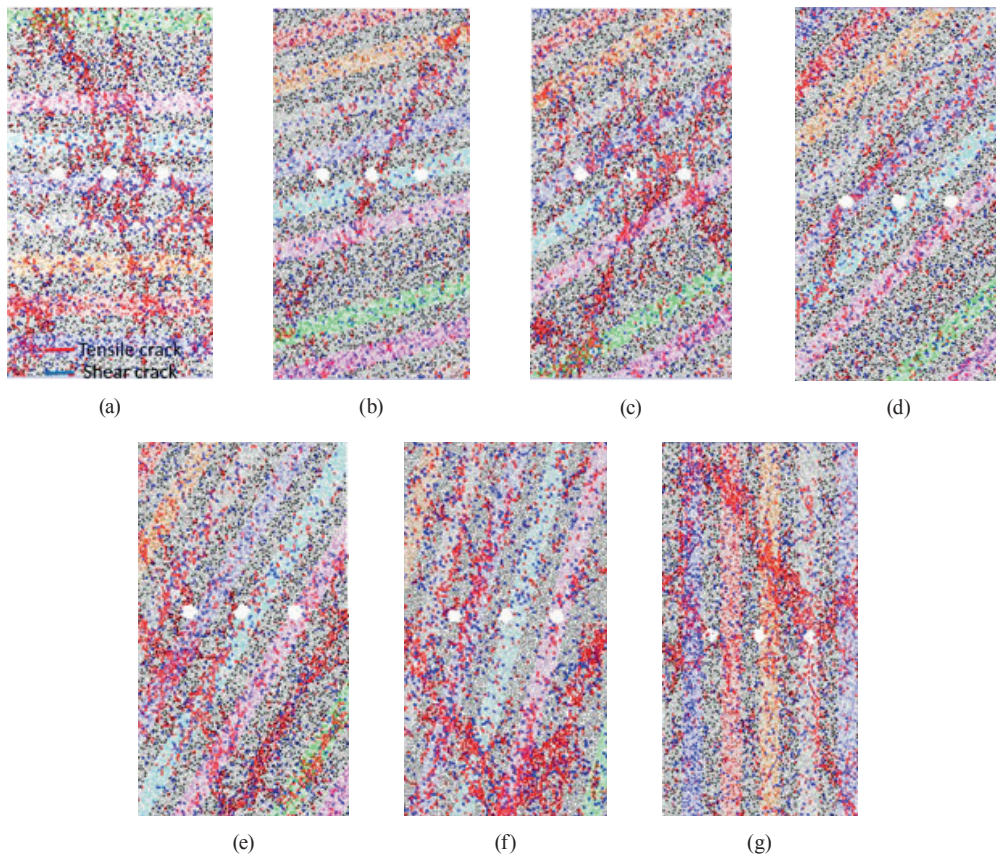 Tensile crack
Shear crack
(a)
(b)
(c)
(d)
(e)
(f)
(g)